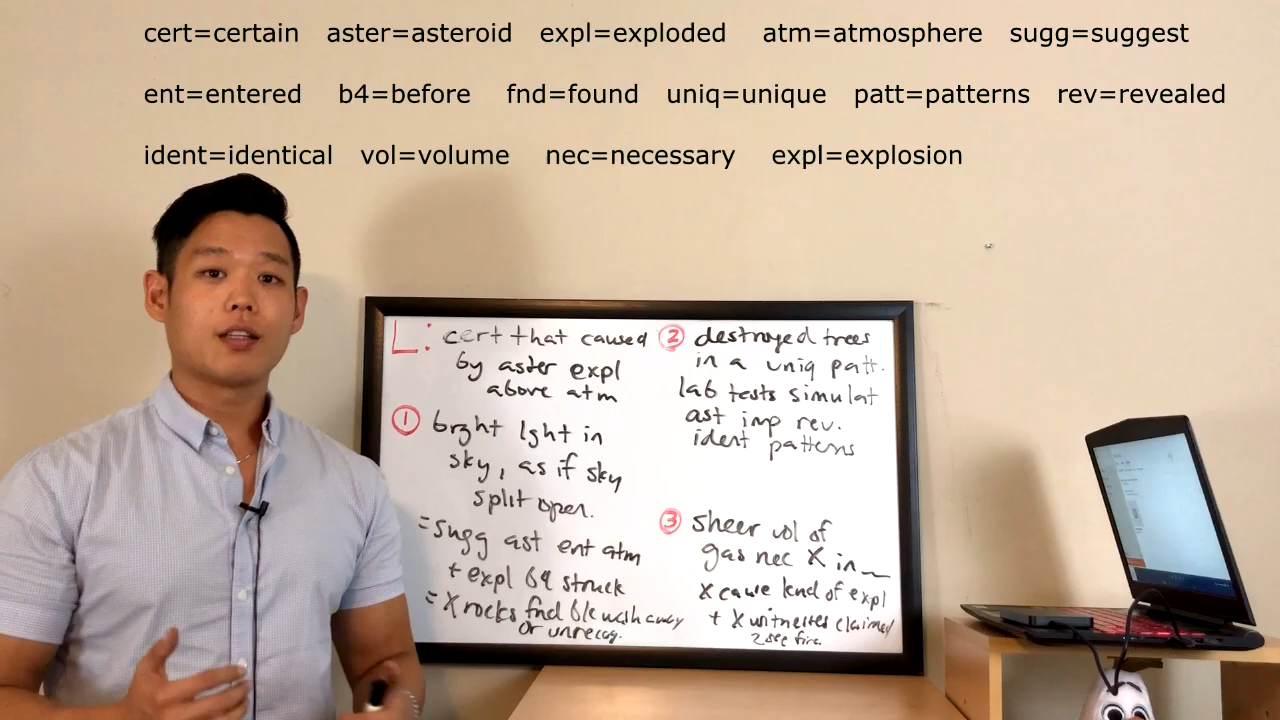 cert=certain aster=asteroid expl=exploded atm=atmosphere sugg=suggest
ent=entered b4=before fnd=found uniq=unique patt=patterns rev=revealed
ident=identical vol=volume nec=necessary expl=explosion
L: cert that caused
by aster expl
above atm
① brght lght in
sky, as if sky
split open.
=sugg ast ent atm
+ expl b4 struck
= X rocks fnd b/c wash away
or unrecog.
② destroyed trees
in a uniq patt.
lab tests simulat
ast imp rev.
ident patterns
③ sheer vol of
gas nec X in __
X cause knd of expl
+ X witnesses claimed
2 see fire.